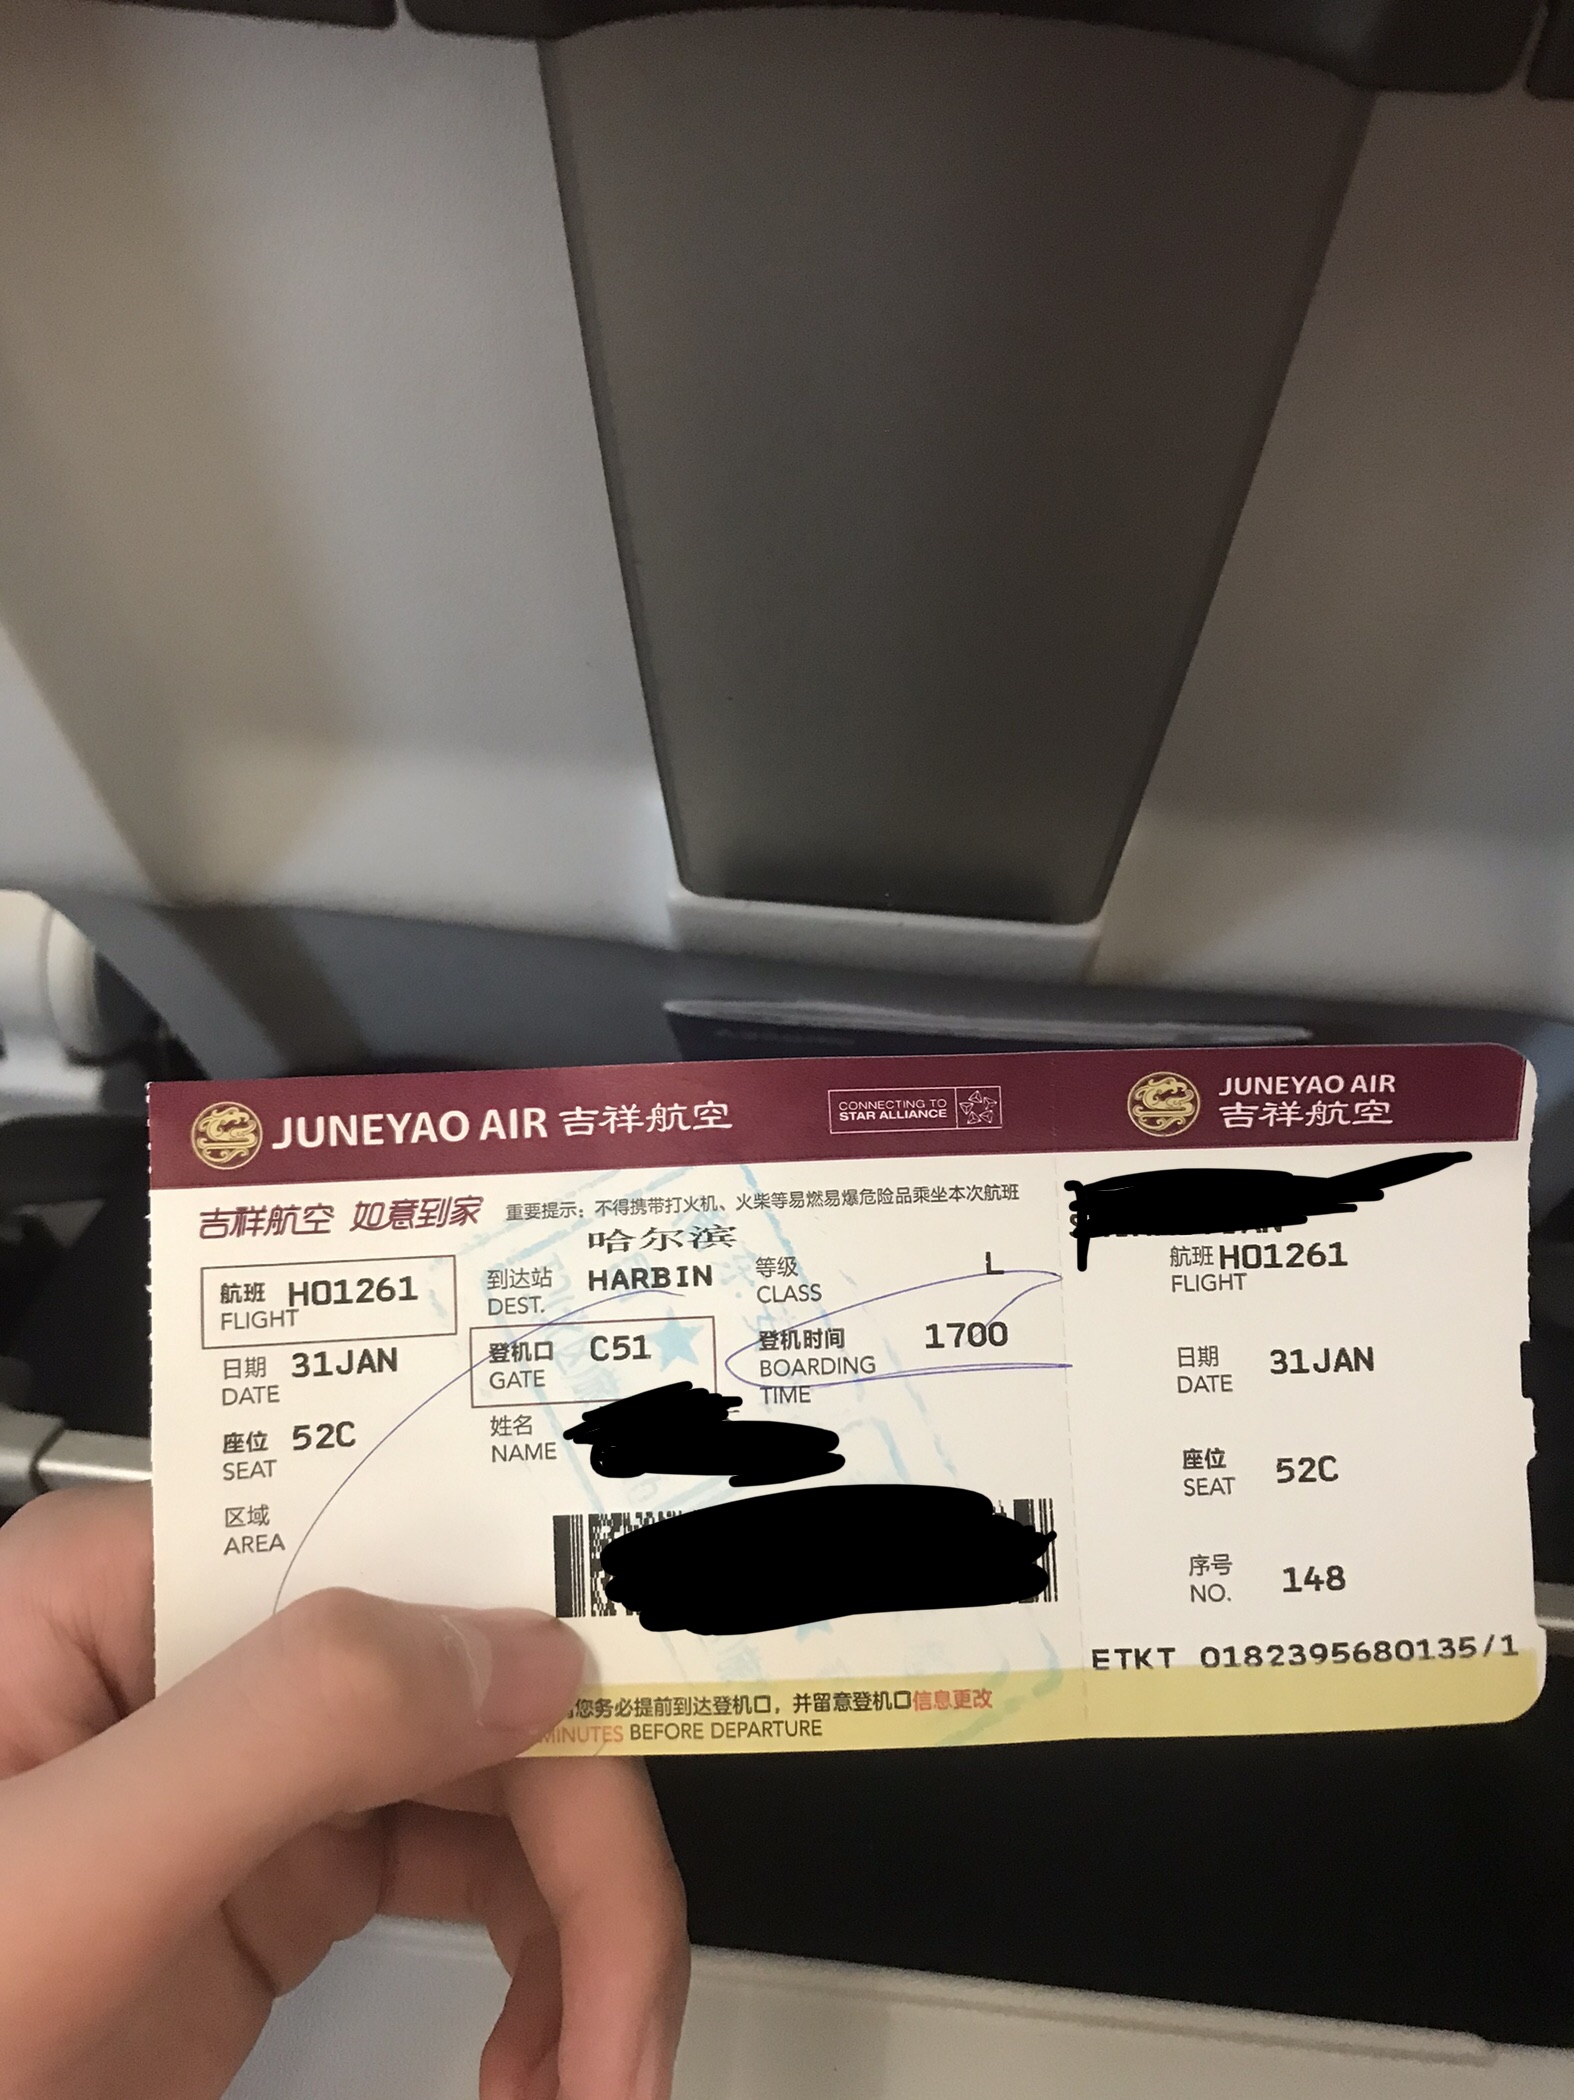 JUNEYAO AIR 吉祥航空
CONNECTING TO
STAR ALLIANCE
吉祥航空 如意到家
重要提示：不得携带打火机、火柴等易燃易爆危险品乘坐本次航班
哈尔滨
航班 HO1261
FLIGHT
到达站 HARBIN
DEST.
等级 L
CLASS
日期 31JAN
DATE
登机口 C51
GATE
登机时间 1700
BOARDING
TIME
座位 52C
SEAT
姓名
NAME
区域
AREA
您务必提前到达登机口，并留意登机口信息更改
MINUTES BEFORE DEPARTURE
JUNEYAO AIR
吉祥航空
航班 HO1261
FLIGHT
日期 31JAN
DATE
座位 52C
SEAT
序号 148
NO.
ETKT 0182395680135/1